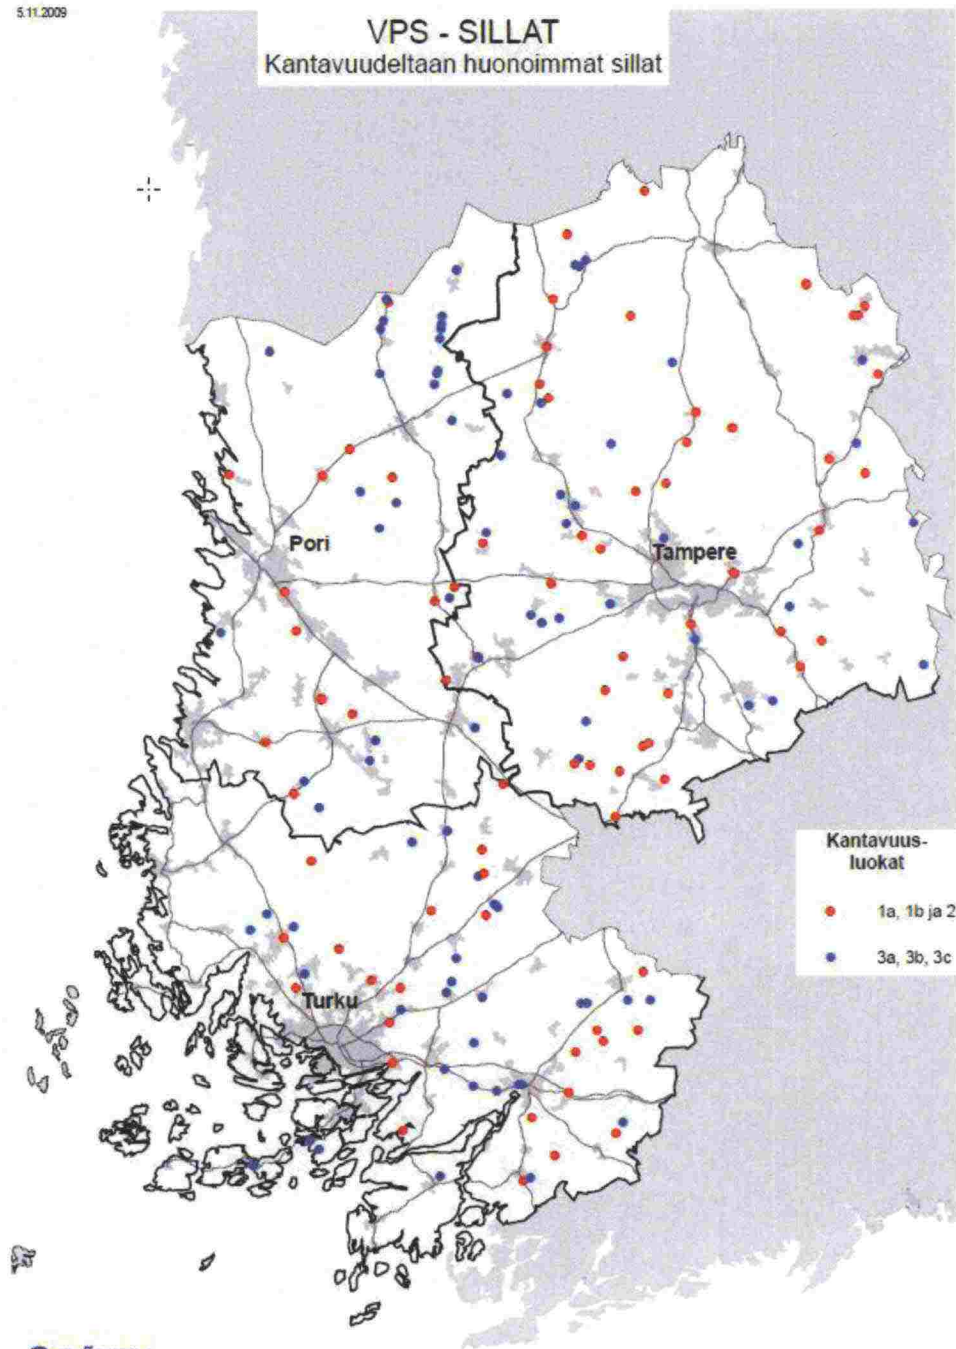 5.11.2009
VPS - SILLAT
Kantavuudeltaan huonoimmat sillat
Pori
Tampere
Kantavuus-
luokat
1a, 1b ja 2
3a, 3b, 3c
Turku